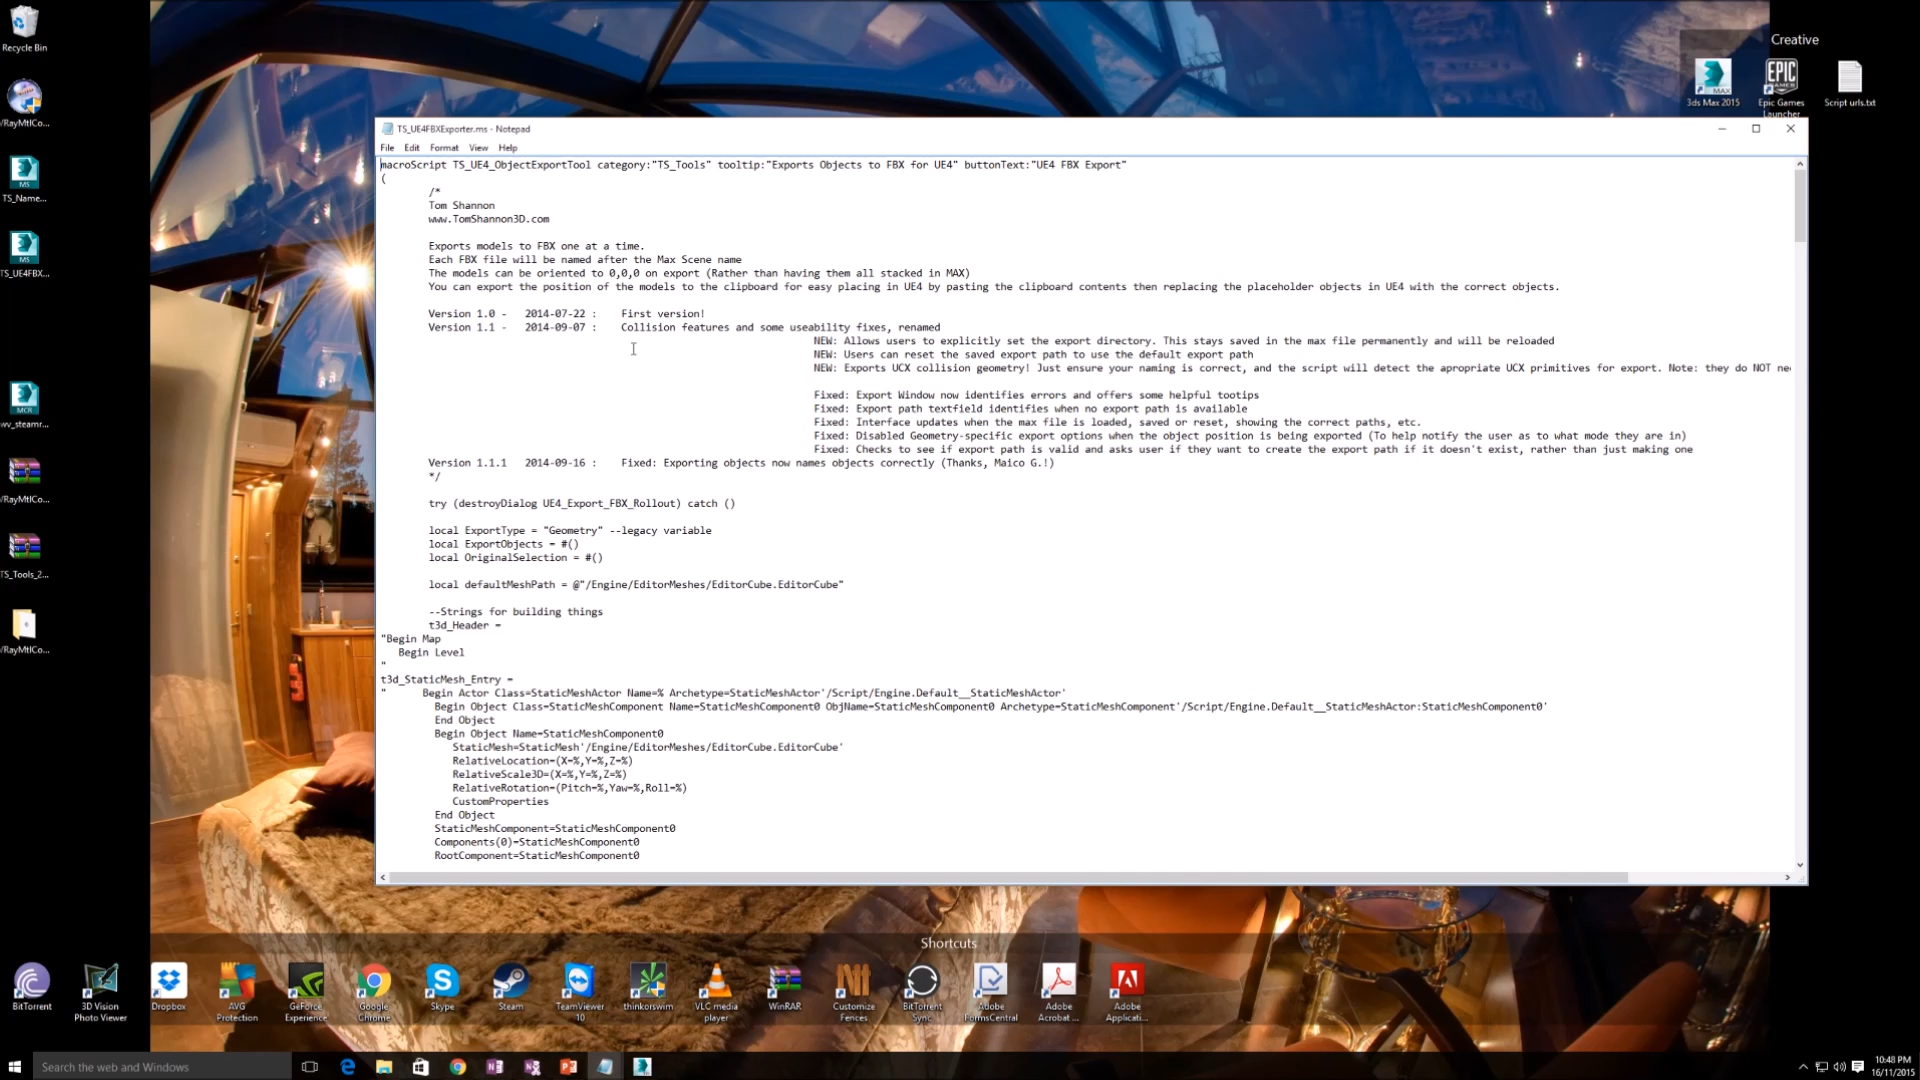 Recycle Bin
Creative
/RayMtlCo...
3ds Max 2015
Epic Games Launcher
Script urls.txt
TS_Name...
TS_UE4FBX...
wv_steamr...
/RayMtlCo...
TS_Tools_2...
/RayMtlCo...
TS_UE4FBXExporter.ms - Notepad
File Edit Format View Help
macroScript TS_UE4_ObjectExportTool category:"TS_Tools" tooltip:"Exports Objects to FBX for UE4" buttonText:"UE4 FBX Export"
(
/*
Tom Shannon
www.TomShannon3D.com
Exports models to FBX one at a time.
Each FBX file will be named after the Max Scene name
The models can be oriented to 0,0,0 on export (Rather than having them all stacked in MAX)
You can export the position of the models to the clipboard for easy placing in UE4 by pasting the clipboard contents then replacing the placeholder objects in UE4 with the correct objects.
Version 1.0 - 2014-07-22 : First version!
Version 1.1 - 2014-09-07 : Collision features and some useability fixes, renamed
NEW: Allows users to explicitly set the export directory. This stays saved in the max file permanently and will be reloaded
NEW: Users can reset the saved export path to use the default export path
NEW: Exports UCX collision geometry! Just ensure your naming is correct, and the script will detect the apropriate UCX primitives for export. Note: they do NOT ne
Fixed: Export Window now identifies errors and offers some helpful tootips
Fixed: Export path textfield identifies when no export path is available
Fixed: Interface updates when the max file is loaded, saved or reset, showing the correct paths, etc.
Fixed: Disabled Geometry-specific export options when the object position is being exported (To help notify the user as to what mode they are in)
Fixed: Checks to see if export path is valid and asks user if they want to create the export path if it doesn't exist, rather than just making one
Version 1.1.1 2014-09-16 : Fixed: Exporting objects now names objects correctly (Thanks, Maico G.!)
*/
try (destroyDialog UE4_Export_FBX_Rollout) catch ()
local ExportType = "Geometry" --legacy variable
local ExportObjects = #()
local OriginalSelection = #()
local defaultMeshPath = @"/Engine/EditorMeshes/EditorCube.EditorCube"
--Strings for building things
t3d_Header =
"Begin Map
Begin Level
"
t3d_StaticMesh_Entry =
" Begin Actor Class=StaticMeshActor Name=% Archetype=StaticMeshActor'/Script/Engine.Default__StaticMeshActor'
Begin Object Class=StaticMeshComponent Name=StaticMeshComponent0 ObjName=StaticMeshComponent0 Archetype=StaticMeshComponent'/Script/Engine.Default__StaticMeshActor:StaticMeshComponent0'
End Object
Begin Object Name=StaticMeshComponent0
StaticMesh=StaticMesh'/Engine/EditorMeshes/EditorCube.EditorCube'
RelativeLocation=(X=%,Y=%,Z=%)
RelativeScale3D=(X=%,Y=%,Z=%)
RelativeRotation=(Pitch=%,Yaw=%,Roll=%)
CustomProperties
End Object
StaticMeshComponent=StaticMeshComponent0
Components(0)=StaticMeshComponent0
RootComponent=StaticMeshComponent0
Shortcuts
BitTorrent
3D Vision Photo Viewer
Dropbox
AVG Protection
GeForce Experience
Google Chrome
Skype
Steam
TeamViewer 10
thinkorswim
VLC media player
WinRAR
Customize Fences
BitTorrent Sync
Adobe FormsCentral
Adobe Acrobat ...
Adobe Applicati...
Search the web and Windows
10:48 PM
16/11/2015